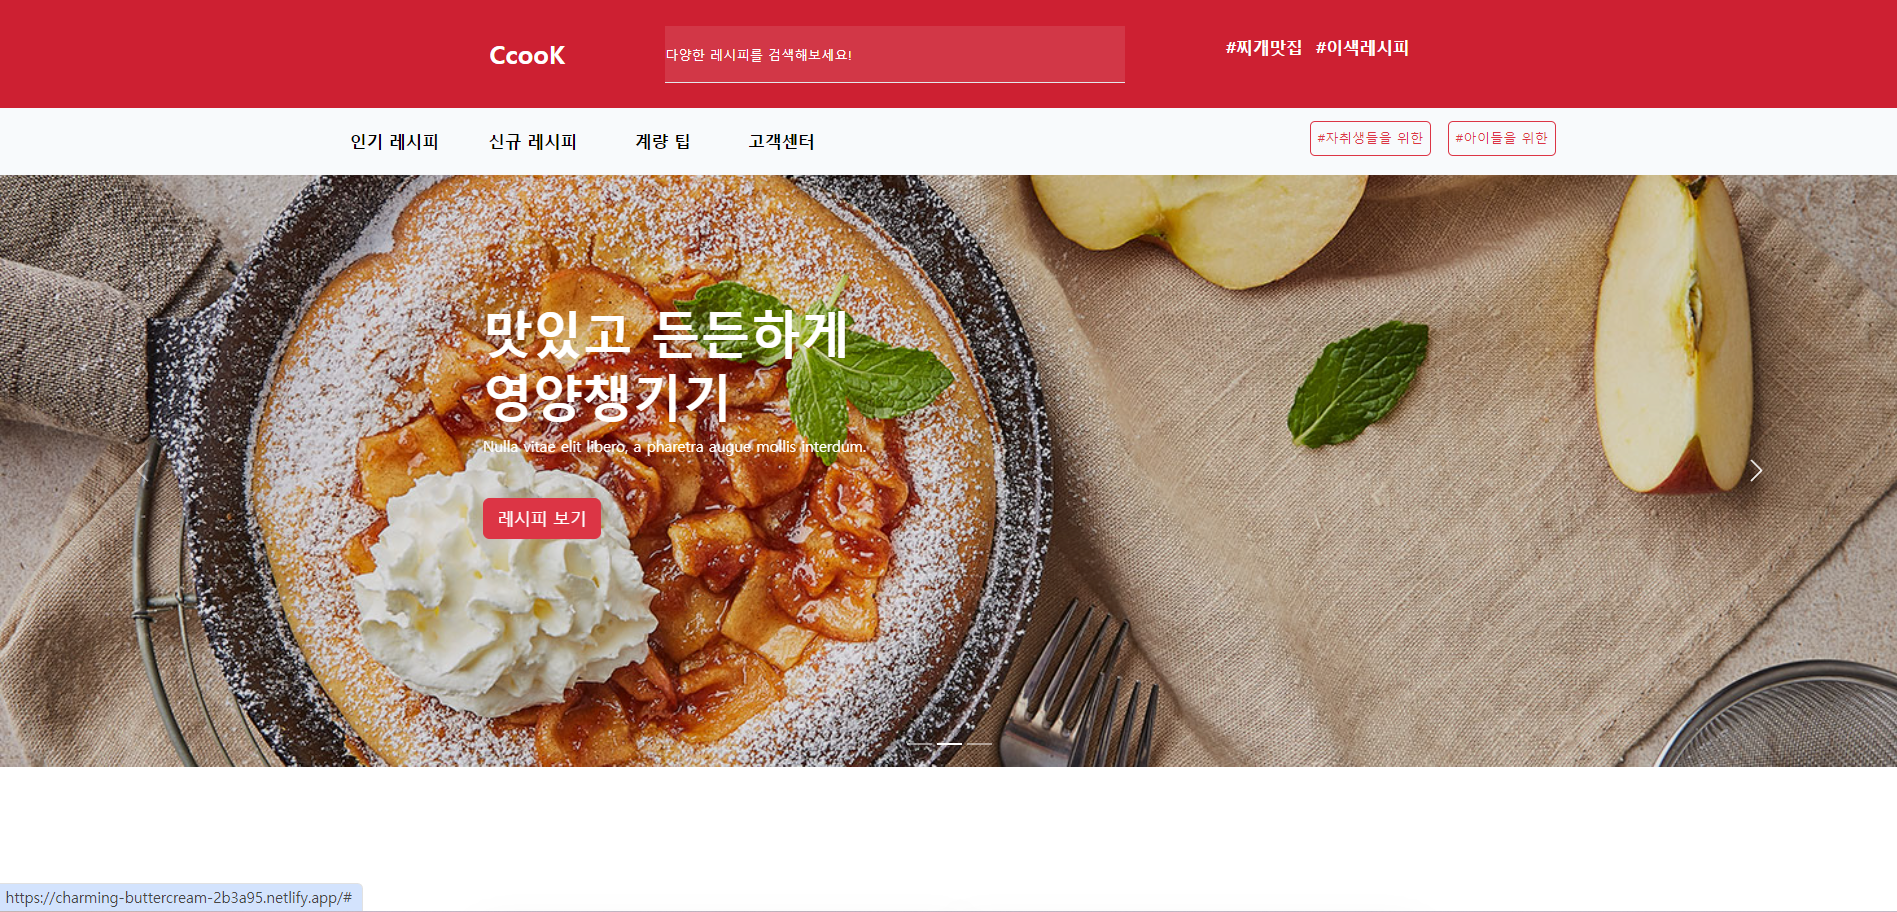 CcooK
다양한 레시피를 검색해보세요!
#찌개맛집 #이색레시피
인기 레시피 신규 레시피 계량 팁 고객센터
#자취생들을 위한 #아이들을 위한
맛있고 든든하게
영양챙기기
Nulla vitae elit libero, a pharetra augue mollis interdum.
레시피 보기
https://charming-buttercream-2b3a95.netlify.app/#